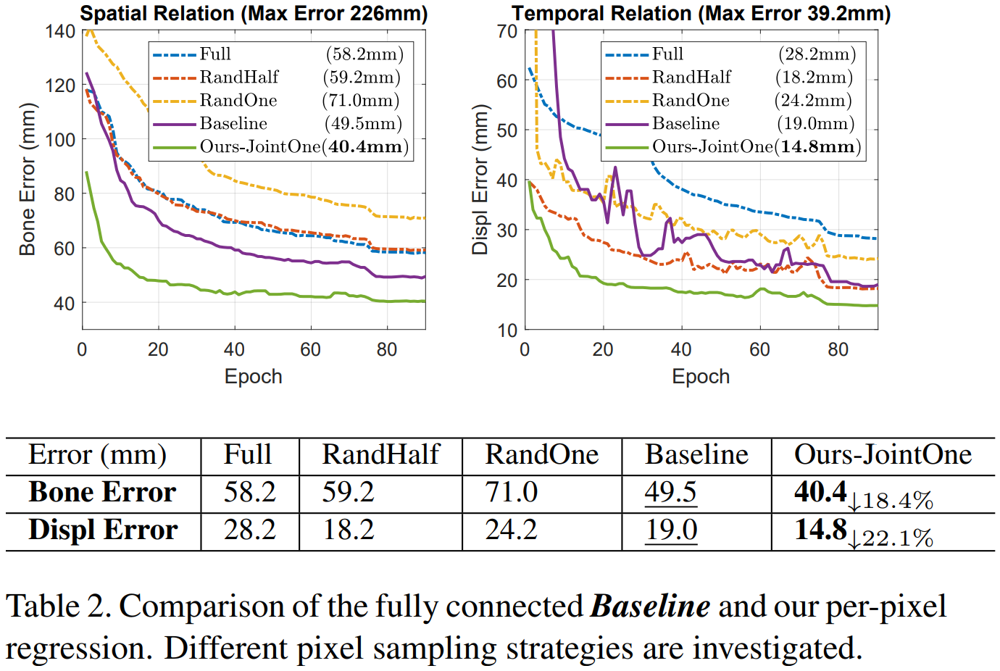 Spatial Relation (Max Error 226mm)
140
120
100
80
60
40
Bone Error (mm)
Full (58.2mm)
RandHalf (59.2mm)
RandOne (71.0mm)
Baseline (49.5mm)
Ours-JointOne(40.4mm)
0 20 40 60 80
Epoch
Temporal Relation (Max Error 39.2mm)
70
60
50
40
30
20
10
Displ Error (mm)
Full (28.2mm)
RandHalf (18.2mm)
RandOne (24.2mm)
Baseline (19.0mm)
Ours-JointOne(14.8mm)
0 20 40 60 80
Epoch
Error (mm) Full RandHalf RandOne Baseline Ours-JointOne
Bone Error 58.2 59.2 71.0 49.5 40.4↓18.4%
Displ Error 28.2 18.2 24.2 19.0 14.8↓22.1%
Table 2. Comparison of the fully connected Baseline and our per-pixel
regression. Different pixel sampling strategies are investigated.